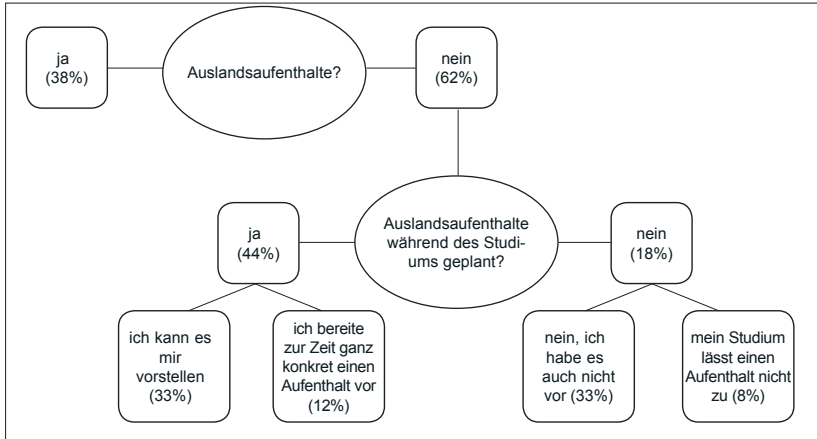 ja
(38%)
Auslandsaufenthalte?
nein
(62%)
ja
(44%)
Auslandsaufenthalte
während des Studi-
ums geplant?
nein
(18%)
ich kann es
mir
vorstellen
(33%)
ich bereite
zur Zeit ganz
konkret einen
Aufenthalt vor
(12%)
nein, ich
habe es
auch nicht
vor (33%)
mein Studium
lässt einen
Aufenthalt nicht
zu (8%)